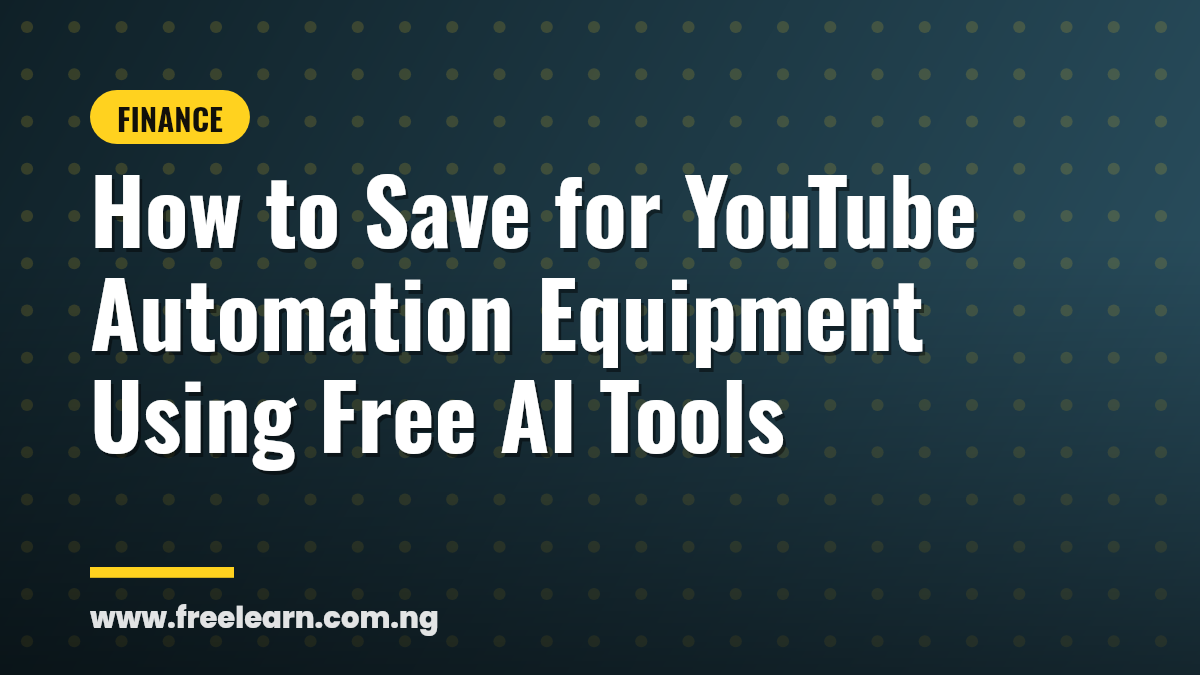 FINANCE
How to Save for YouTube
Automation Equipment
Using Free AI Tools
www.freelearn.com.ng